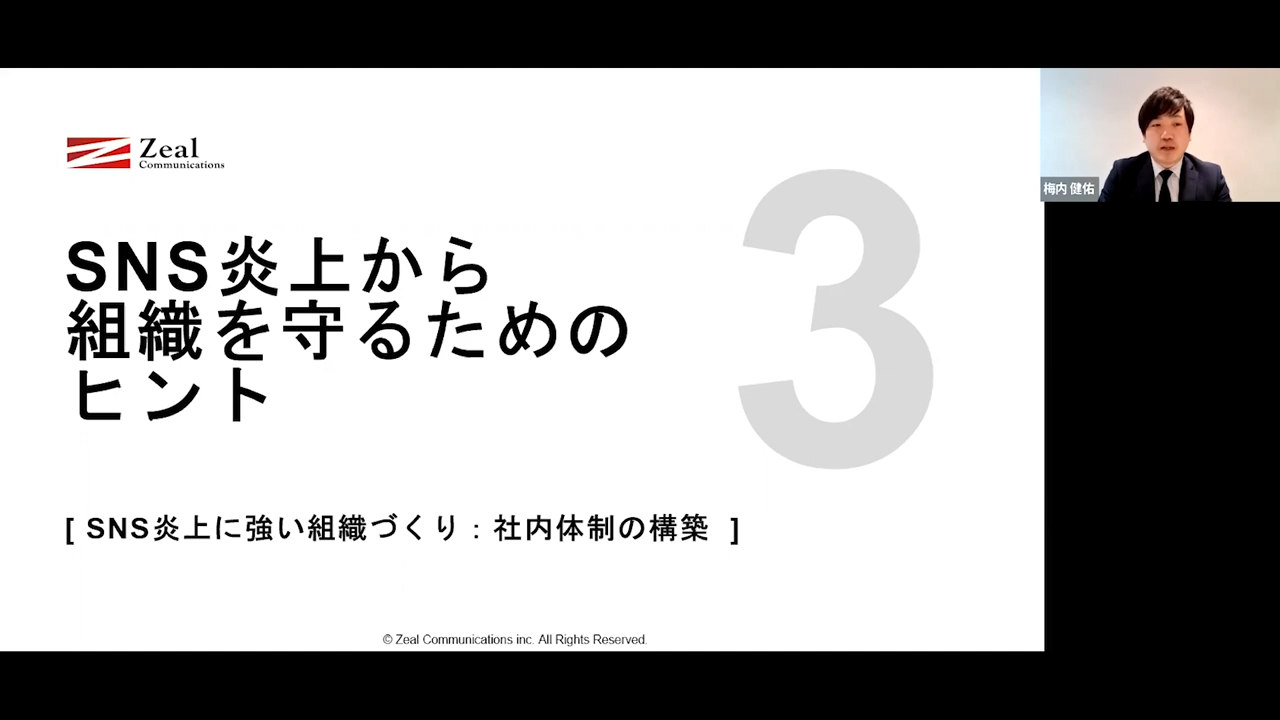 Zeal
Communications
梅内 健佑
3
SNS炎上から
組織を守るための
ヒント
[ SNS炎上に強い組織づくり：社内体制の構築 ]
© Zeal Communications inc. All Rights Reserved.